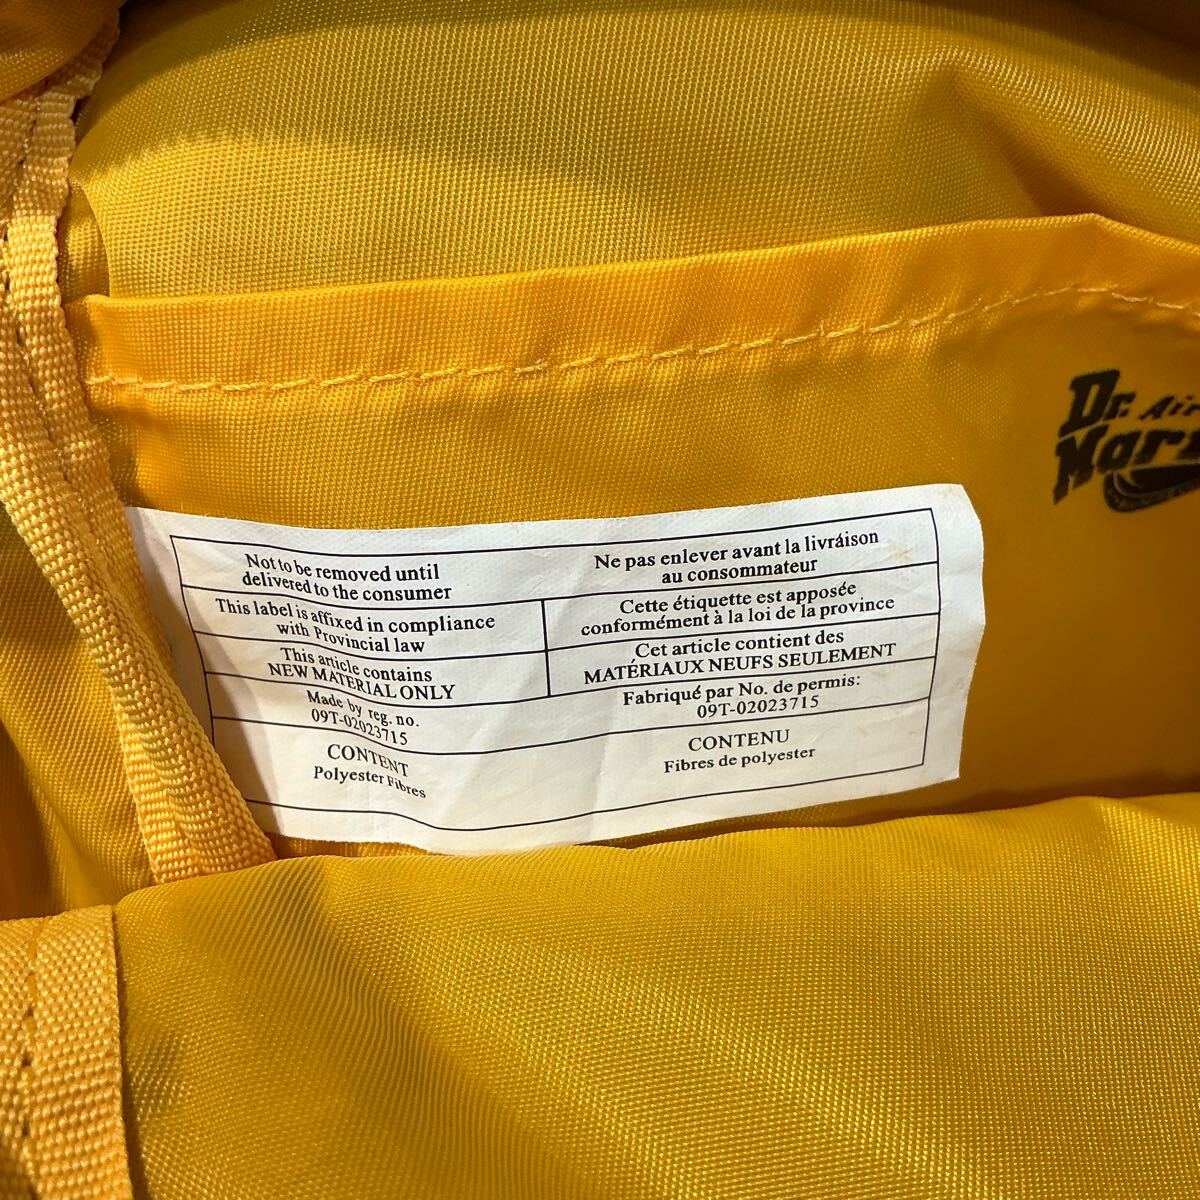 Dr. Air
Not to be removed until
delivered to the consumer
Ne pas enlever avant la livráison
au consommateur
This label is affixed in compliance
with Provincial law
Cette étiquette est apposée
conformément à la loi de la province
This article contains
NEW MATERIAL ONLY
Cet article contient des
MATÉRIAUX NEUFS SEULEMENT
Made by reg. no.
09T-02023715
Fabriqué par No. de permis:
09T-02023715
CONTENT
Polyester Fibres
CONTENU
Fibres de polyester